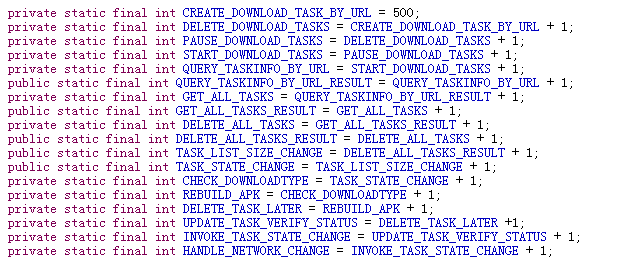 private static final int CREATE_DOWNLOAD_TASK_BY_URL = 500;
private static final int DELETE_DOWNLOAD_TASKS = CREATE_DOWNLOAD_TASK_BY_URL + 1;
private static final int PAUSE_DOWNLOAD_TASKS = DELETE_DOWNLOAD_TASKS + 1;
private static final int START_DOWNLOAD_TASKS = PAUSE_DOWNLOAD_TASKS + 1;
private static final int QUERY_TASKINFO_BY_URL = START_DOWNLOAD_TASKS + 1;
public static final int QUERY_TASKINFO_BY_URL_RESULT = QUERY_TASKINFO_BY_URL + 1;
private static final int GET_ALL_TASKS = QUERY_TASKINFO_BY_URL_RESULT + 1;
public static final int GET_ALL_TASKS_RESULT = GET_ALL_TASKS + 1;
private static final int DELETE_ALL_TASKS = GET_ALL_TASKS_RESULT + 1;
public static final int DELETE_ALL_TASKS_RESULT = DELETE_ALL_TASKS + 1;
public static final int TASK_LIST_SIZE_CHANGE = DELETE_ALL_TASKS_RESULT + 1;
public static final int TASK_STATE_CHANGE = TASK_LIST_SIZE_CHANGE + 1;
private static final int CHECK_DOWNLOADTYPE = TASK_STATE_CHANGE + 1;
private static final int REBUILD_APK = CHECK_DOWNLOADTYPE + 1;
private static final int DELETE_TASK_LATER = REBUILD_APK + 1;
private static final int UPDATE_TASK_VERIFY_STATUS = DELETE_TASK_LATER +1;
private static final int INVOKE_TASK_STATE_CHANGE = UPDATE_TASK_VERIFY_STATUS + 1;
private static final int HANDLE_NETWORK_CHANGE = INVOKE_TASK_STATE_CHANGE + 1;